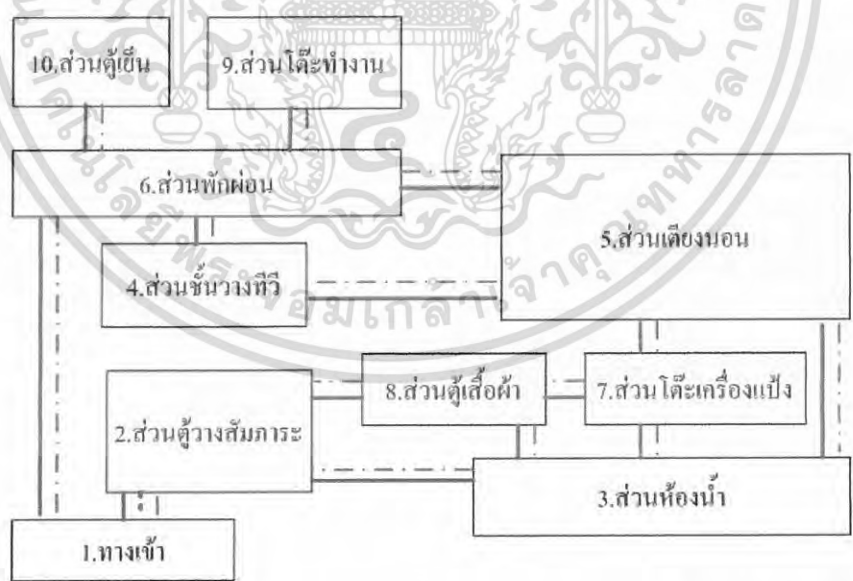 10.ส่วนตู้เย็น
9.ส่วนโต๊ะทำงาน
6.ส่วนพักผ่อน
5.ส่วนเตียงนอน
4.ส่วนชั้นวางทีวี
8.ส่วนตู้เสื้อผ้า
7.ส่วนโต๊ะเครื่องแป้ง
2.ส่วนตู้วางสัมภาระ
3.ส่วนห้องน้ำ
1.ทางเข้า